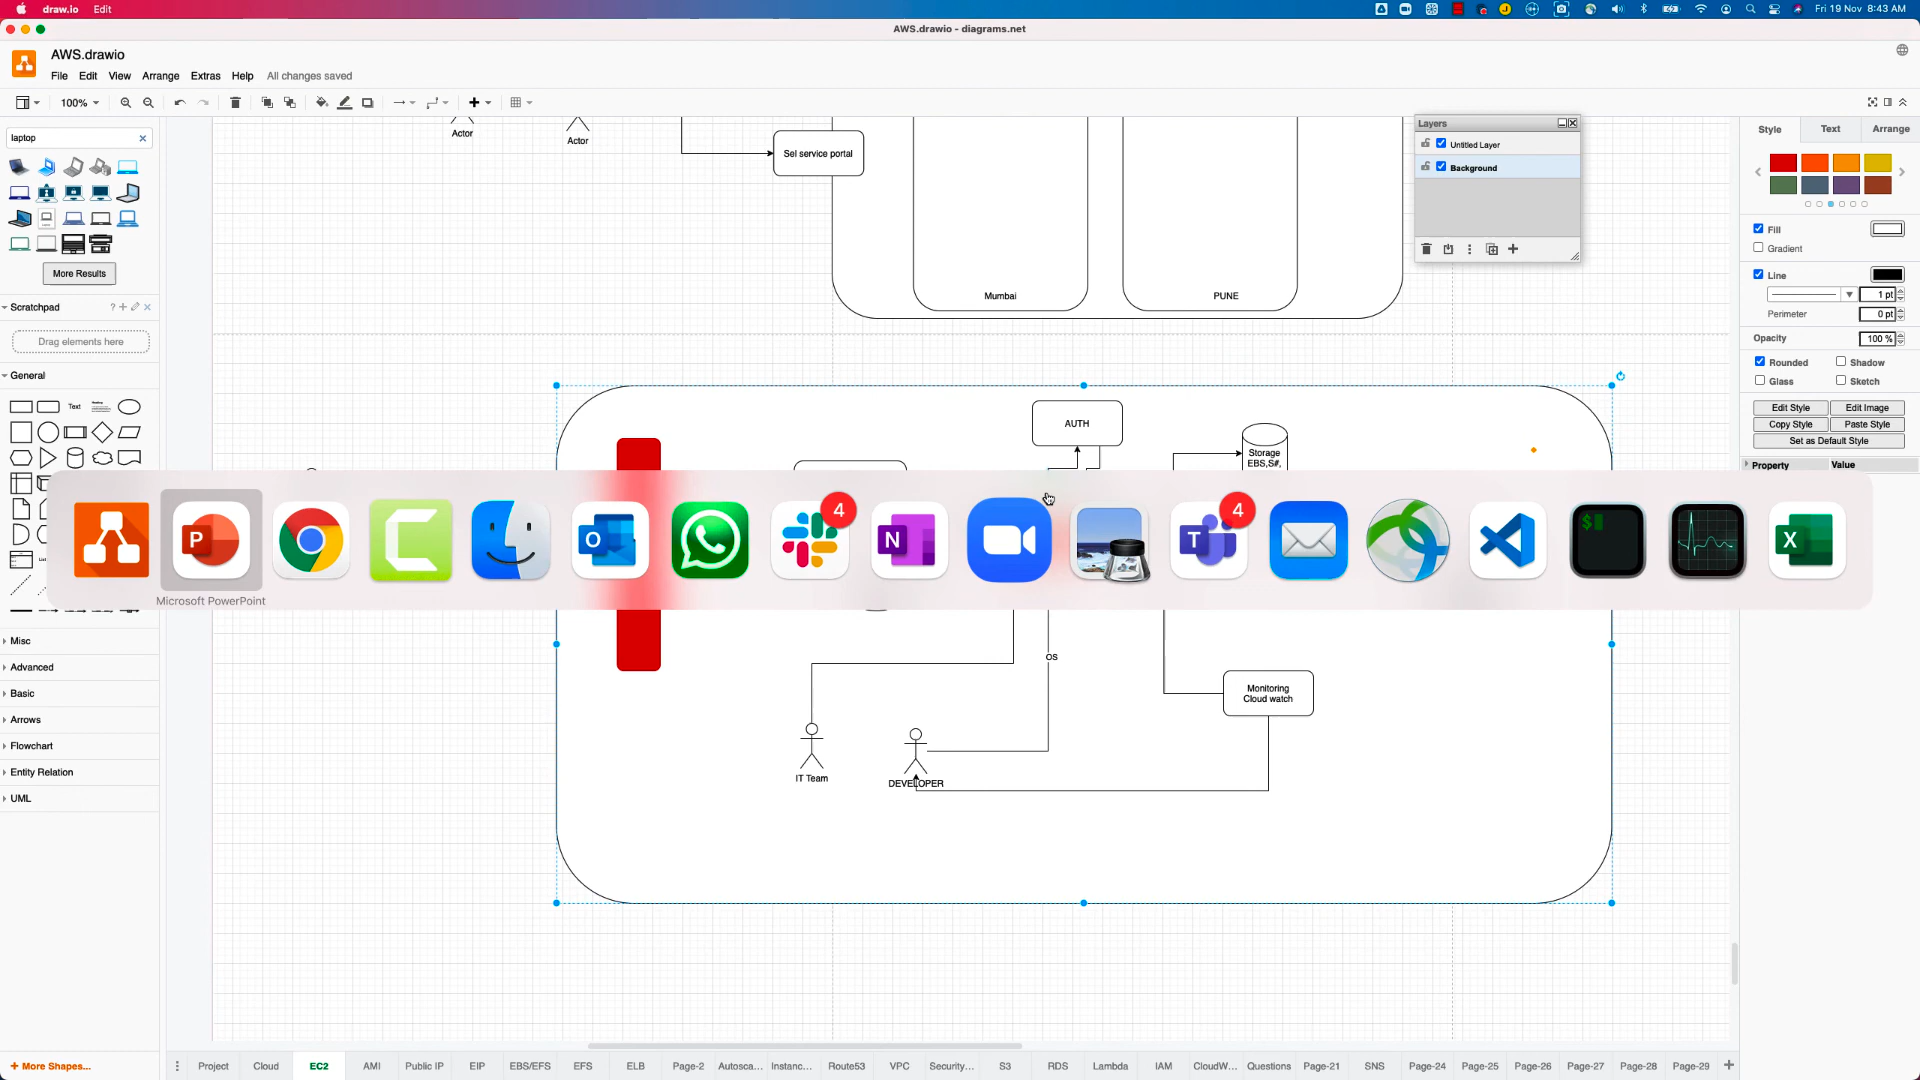 draw.io Edit
Fri 19 Nov 8:43 AM
AWS.drawio - diagrams.net
AWS.drawio
File Edit View Arrange Extras Help All changes saved
100%
laptop
More Results
Scratchpad
Drag elements here
General
Text
Heading
Misc
Advanced
Basic
Arrows
Flowchart
Entity Relation
UML
+ More Shapes...
Actor
Actor
Sel service portal
Mumbai
PUNE
AUTH
Storage
EBS,S#,
OS
Monitoring
Cloud watch
IT Team
DEVELOPER
Layers
Untitled Layer
Background
4
4
P
O
N
T
X
$
Microsoft PowerPoint
Style Text Arrange
Fill
Gradient
Line
1 pt
Perimeter
0 pt
Opacity
100 %
Rounded
Shadow
Glass
Sketch
Edit Style
Edit Image
Copy Style
Paste Style
Set as Default Style
Property Value
Project Cloud EC2 AMI Public IP EIP EBS/EFS EFS ELB Page-2 Autosca... Instanc... Route53 VPC Security... S3 RDS Lambda IAM CloudW... Questions Page-21 SNS Page-24 Page-25 Page-26 Page-27 Page-28 Page-29